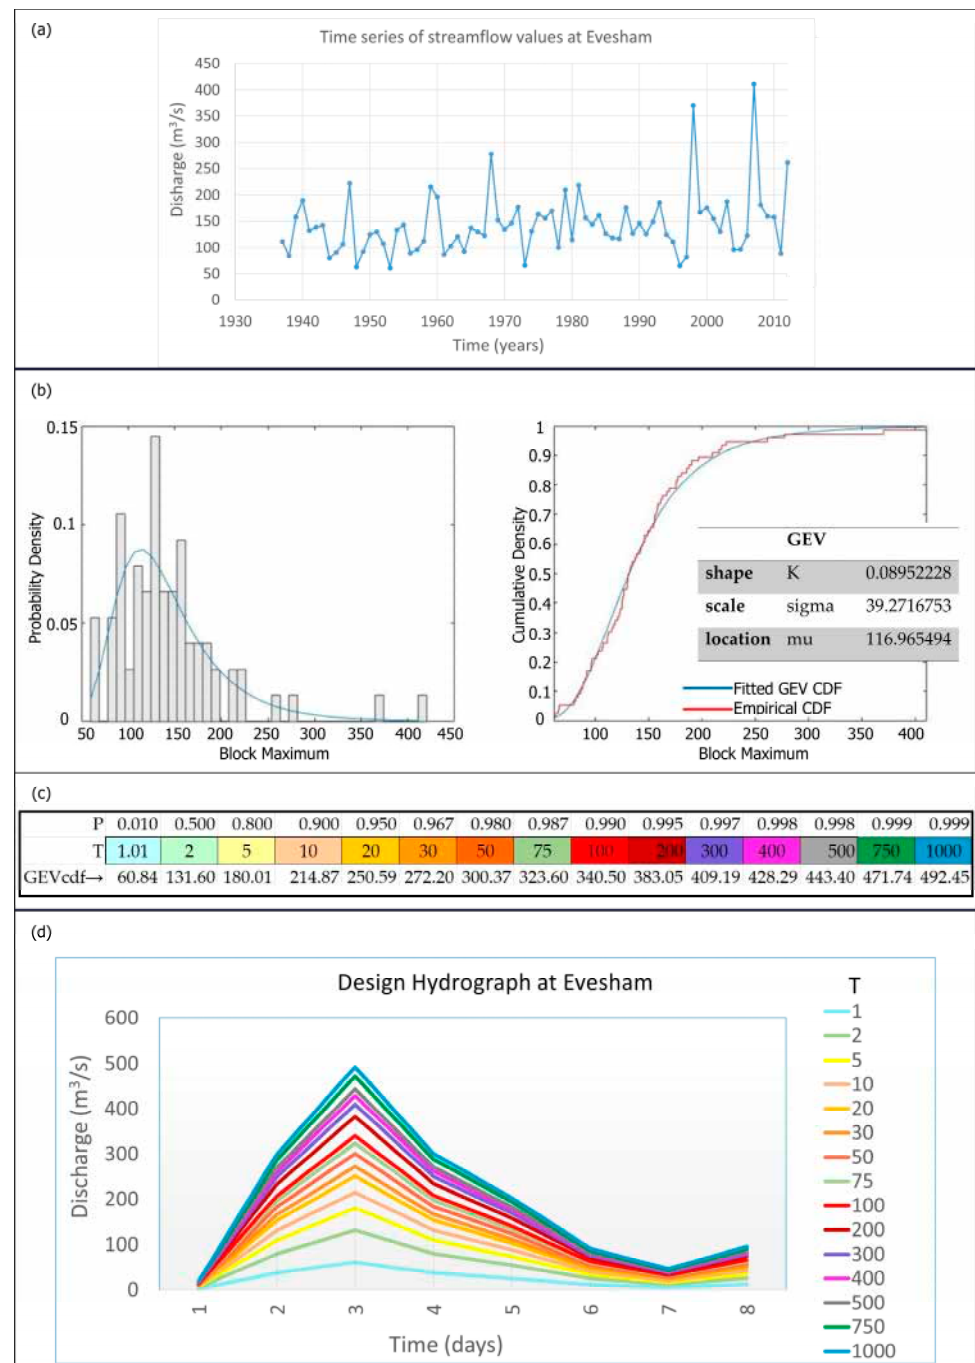 (a)
Time series of streamflow values at Evesham
Disharge (m³/s)
450
400
350
300
250
200
150
100
50
0
1930 1940 1950 1960 1970 1980 1990 2000 2010
Time (years)
(b)
Probability Density
0.15
0.1
0.05
0
50 100 150 200 250 300 350 400 450
Block Maximum
Cumulative Density
1
0.9
0.8
0.7
0.6
0.5
0.4
0.3
0.2
0.1
0
100 150 200 250 300 350 400
Block Maximum
GEV
shape K 0.08952228
scale sigma 39.2716753
location mu 116.965494
Fitted GEV CDF
Empirical CDF
(c)
P 0.010 0.500 0.800 0.900 0.950 0.967 0.980 0.987 0.990 0.995 0.997 0.998 0.998 0.999 0.999
T 1.01 2 5 10 20 30 50 75 100 200 300 400 500 750 1000
GEVcdf→ 60.84 131.60 180.01 214.87 250.59 272.20 300.37 323.60 340.50 383.05 409.19 428.29 443.40 471.74 492.45
(d)
Design Hydrograph at Evesham
Discharge (m³/s)
600
500
400
300
200
100
0
1 2 3 4 5 6 7 8
Time (days)
T
1
2
5
10
20
30
50
75
100
200
300
400
500
750
1000